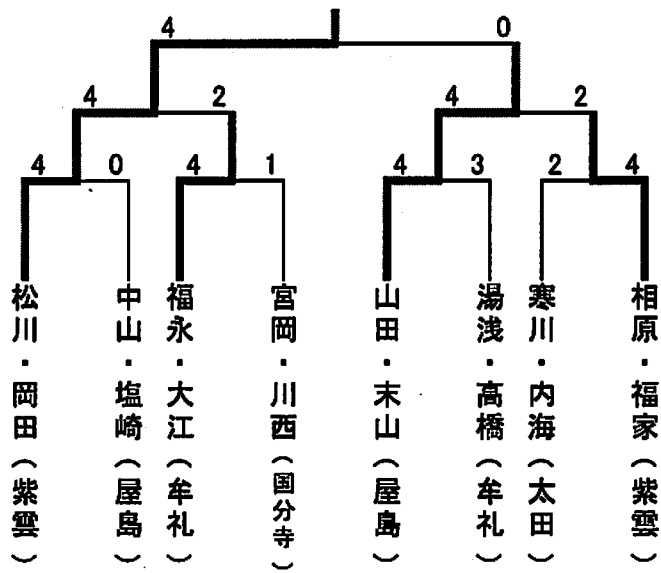 4 0
4 2 4 2
4 0 4 1 4 3 2 4
松川・岡田(紫雲)
中山・塩崎(屋島)
福永・大江(牟礼)
宮岡・川西(国分寺)
山田・末山(屋島)
湯浅・高橋(牟礼)
寒川・内海(太田)
相原・福家(紫雲)